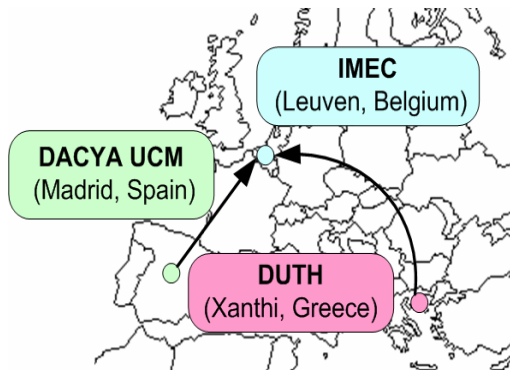 IMEC
(Leuven, Belgium)
DACYA UCM
(Madrid, Spain)
DUTH
(Xanthi, Greece)